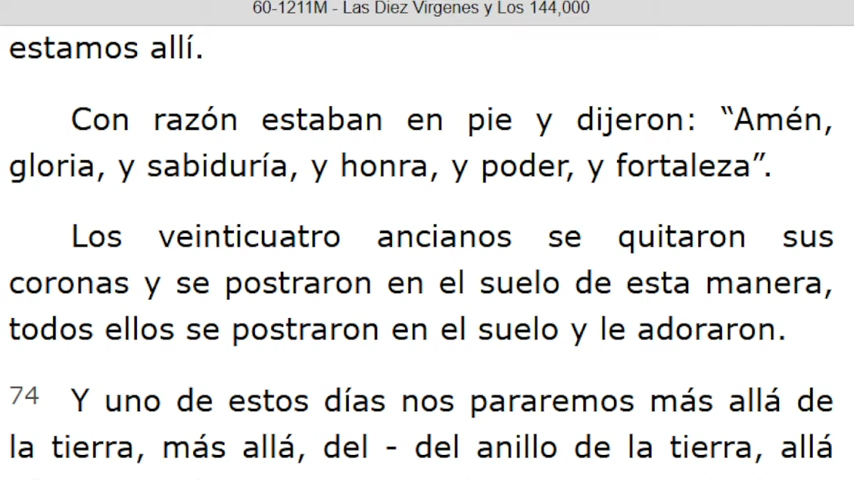 60-1211M - Las Diez Vírgenes y Los 144,000
estamos allí.
Con razón estaban en pie y dijeron: “Amén,
gloria, y sabiduría, y honra, y poder, y fortaleza”.
Los veinticuatro ancianos se quitaron sus
coronas y se postraron en el suelo de esta manera,
todos ellos se postraron en el suelo y le adoraron.
74 Y uno de estos días nos pararemos más allá de
la tierra, más allá, del - del anillo de la tierra, allá